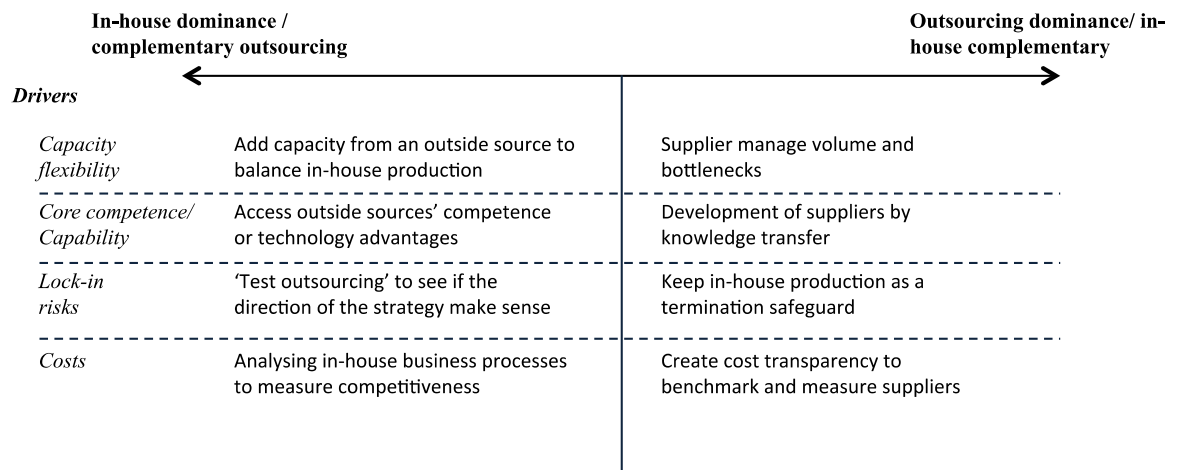 In-house dominance /
complementary outsourcing
Outsourcing dominance/ in-
house complementary
Drivers
Capacity
flexibility
Add capacity from an outside source to
balance in-house production
Supplier manage volume and
bottlenecks
Core competence/
Capability
Access outside sources’ competence
or technology advantages
Development of suppliers by
knowledge transfer
Lock-in
risks
‘Test outsourcing’ to see if the
direction of the strategy make sense
Keep in-house production as a
termination safeguard
Costs
Analysing in-house business processes
to measure competitiveness
Create cost transparency to
benchmark and measure suppliers